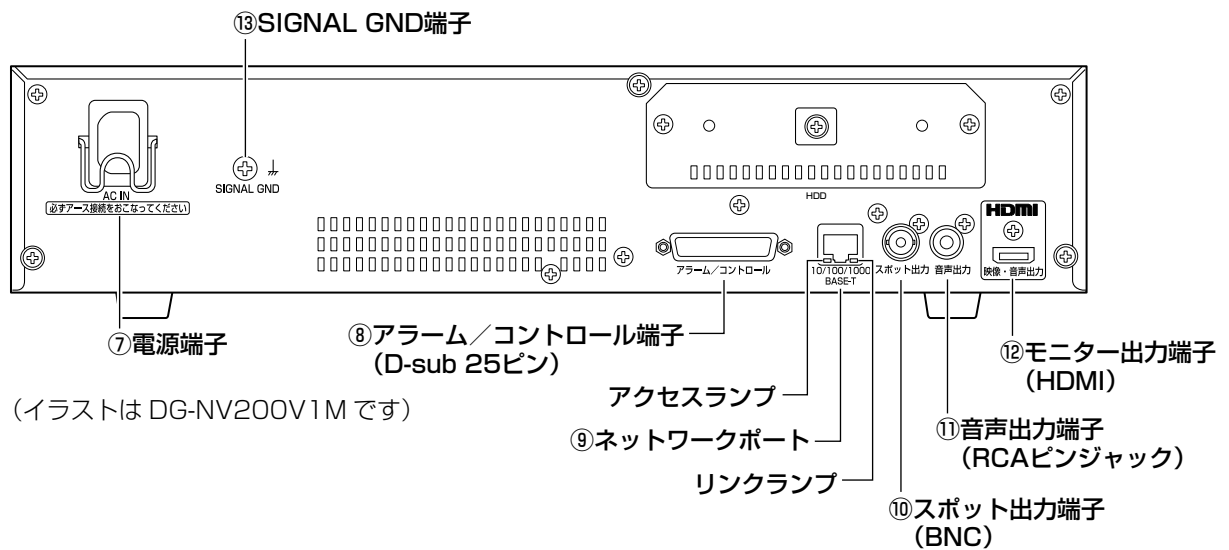 ⑬SIGNAL GND端子
AC IN
必ずアース接続をおこなってください
SIGNAL GND
HDD
アラーム／コントロール
10/100/1000
BASE-T
スポット出力
音声出力
HDMI
映像・音声出力
⑦電源端子
⑧アラーム／コントロール端子
（D-sub 25ピン）
⑫モニター出力端子
（HDMI）
（イラストは DG-NV200V1M です）
アクセスランプ
⑨ネットワークポート
⑪音声出力端子
（RCAピンジャック）
リンクランプ
⑩スポット出力端子
（BNC）